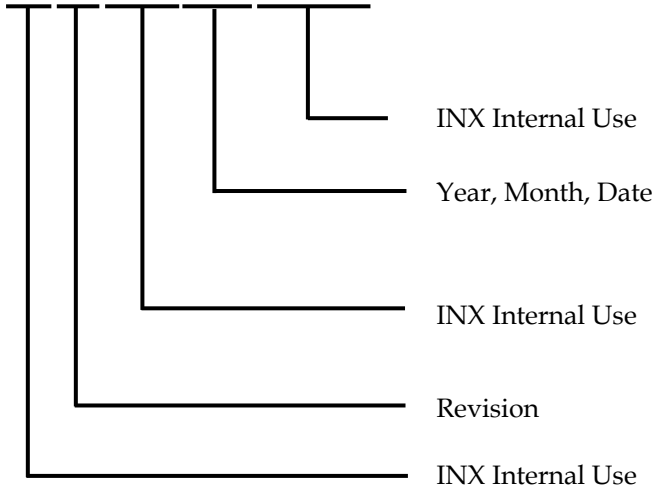 INX Internal Use
Year, Month, Date
INX Internal Use
Revision
INX Internal Use